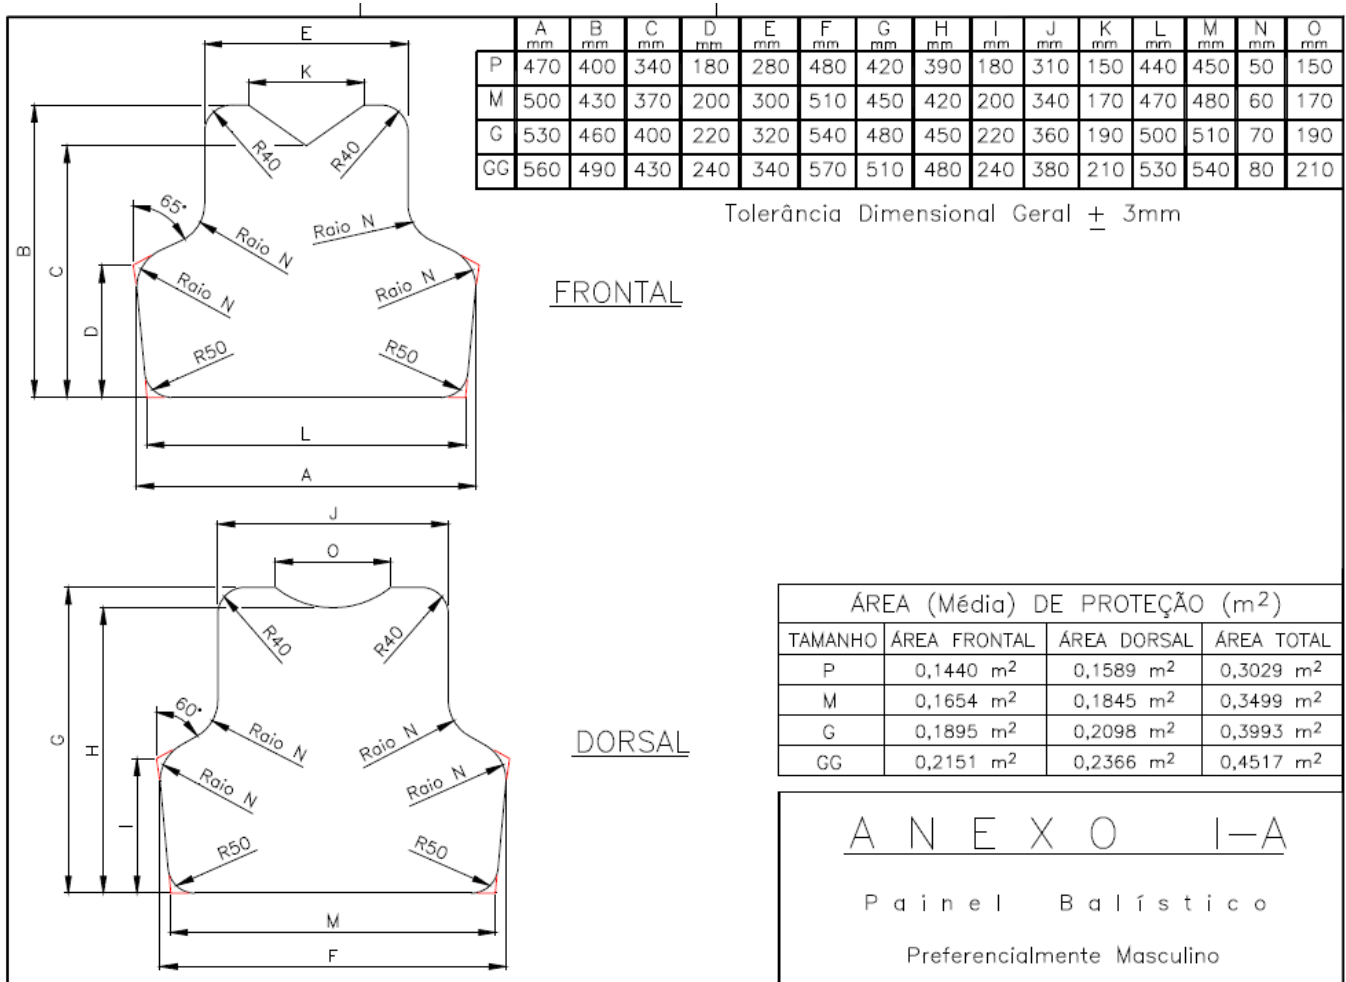 A B C D E F G H I J K L M N O
mm mm mm mm mm mm mm mm mm mm mm mm mm mm mm
P 470 400 340 180 280 480 420 390 180 310 150 440 450 50 150
M 500 430 370 200 300 510 450 420 200 340 170 470 480 60 170
G 530 460 400 220 320 540 480 450 220 360 190 500 510 70 190
GG 560 490 430 240 340 570 510 480 240 380 210 530 540 80 210
Tolerância Dimensional Geral ± 3mm
E
K
R40
R40
65°
Raio N
Raio N
B
C
Raio N
Raio N
D
R50
R50
L
A
FRONTAL
J
O
R40
R40
60°
Raio N
Raio N
G
H
Raio N
Raio N
I
R50
R50
M
F
DORSAL
ÁREA (Média) DE PROTEÇÃO (m²)
TAMANHO ÁREA FRONTAL ÁREA DORSAL ÁREA TOTAL
P 0,1440 m² 0,1589 m² 0,3029 m²
M 0,1654 m² 0,1845 m² 0,3499 m²
G 0,1895 m² 0,2098 m² 0,3993 m²
GG 0,2151 m² 0,2366 m² 0,4517 m²
ANEXO I-A
Painel Balístico
Preferencialmente Masculino